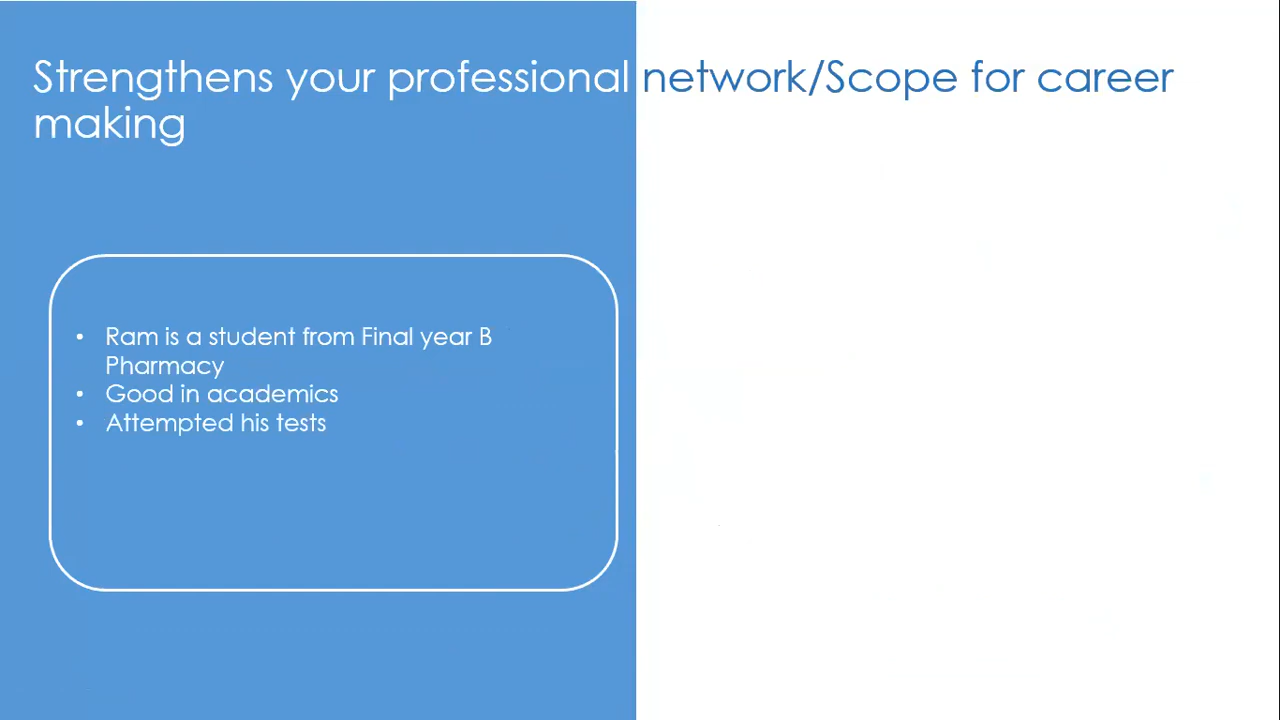 Strengthens your professional network/Scope for career
making
• Ram is a student from Final year B
Pharmacy
• Good in academics
• Attempted his tests